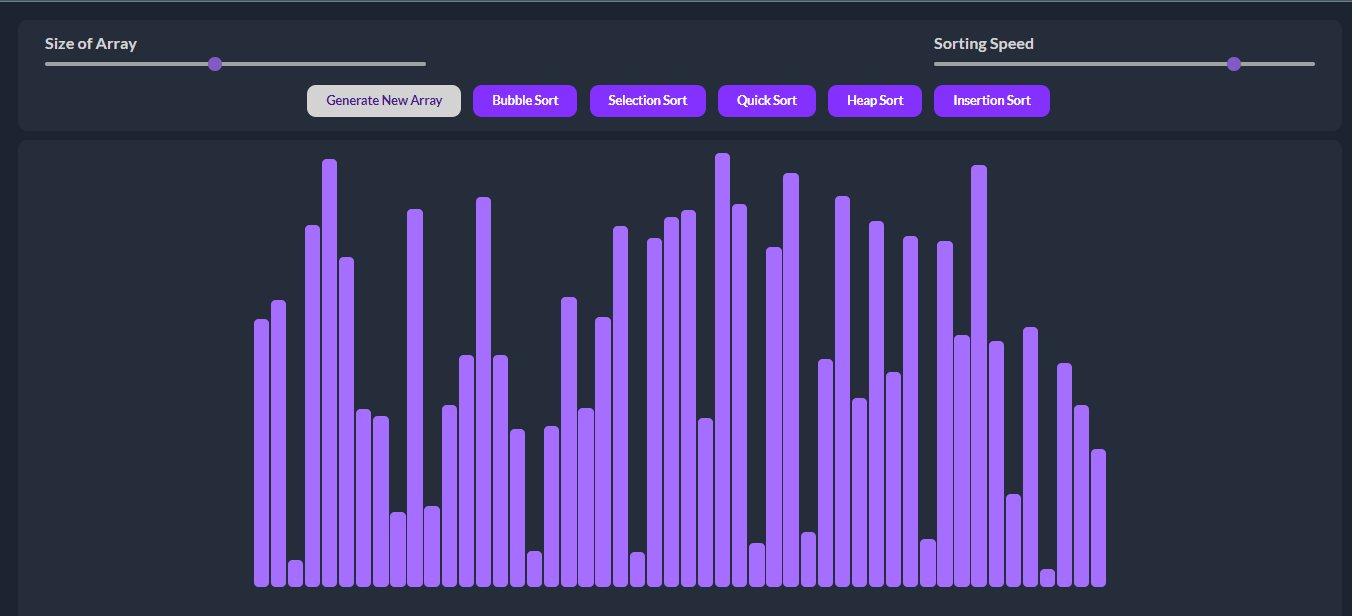 Size of Array
Sorting Speed
Generate New Array
Bubble Sort
Selection Sort
Quick Sort
Heap Sort
Insertion Sort